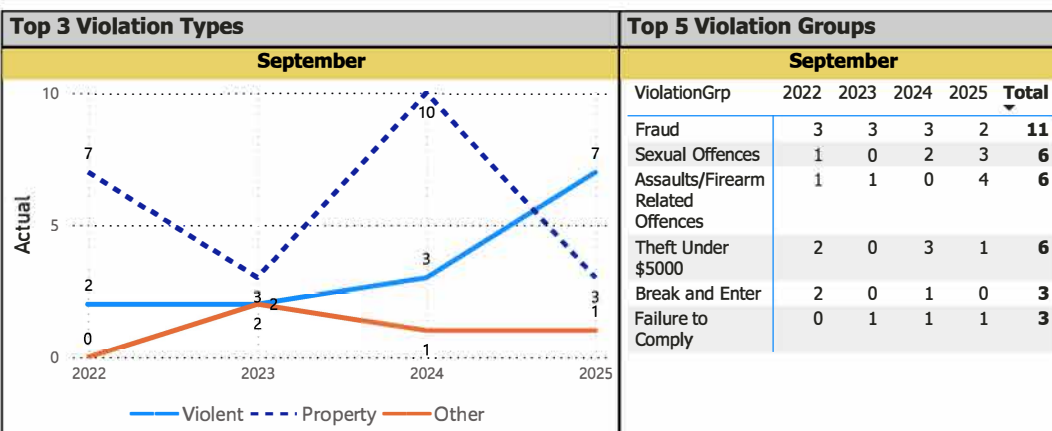 Top 3 Violation Types
September
10
5
0
Actual
7
2
0
3
2
2
10
3
1
7
3
1
2022 2023 2024 2025
Violent Property Other
Top 5 Violation Groups
September
ViolationGrp 2022 2023 2024 2025 Total
Fraud 3 3 3 2 11
Sexual Offences 1 0 2 3 6
Assaults/Firearm 1 1 0 4 6
Related
Offences
Theft Under 2 0 3 1 6
$5000
Break and Enter 2 0 1 0 3
Failure to 0 1 1 1 3
Comply